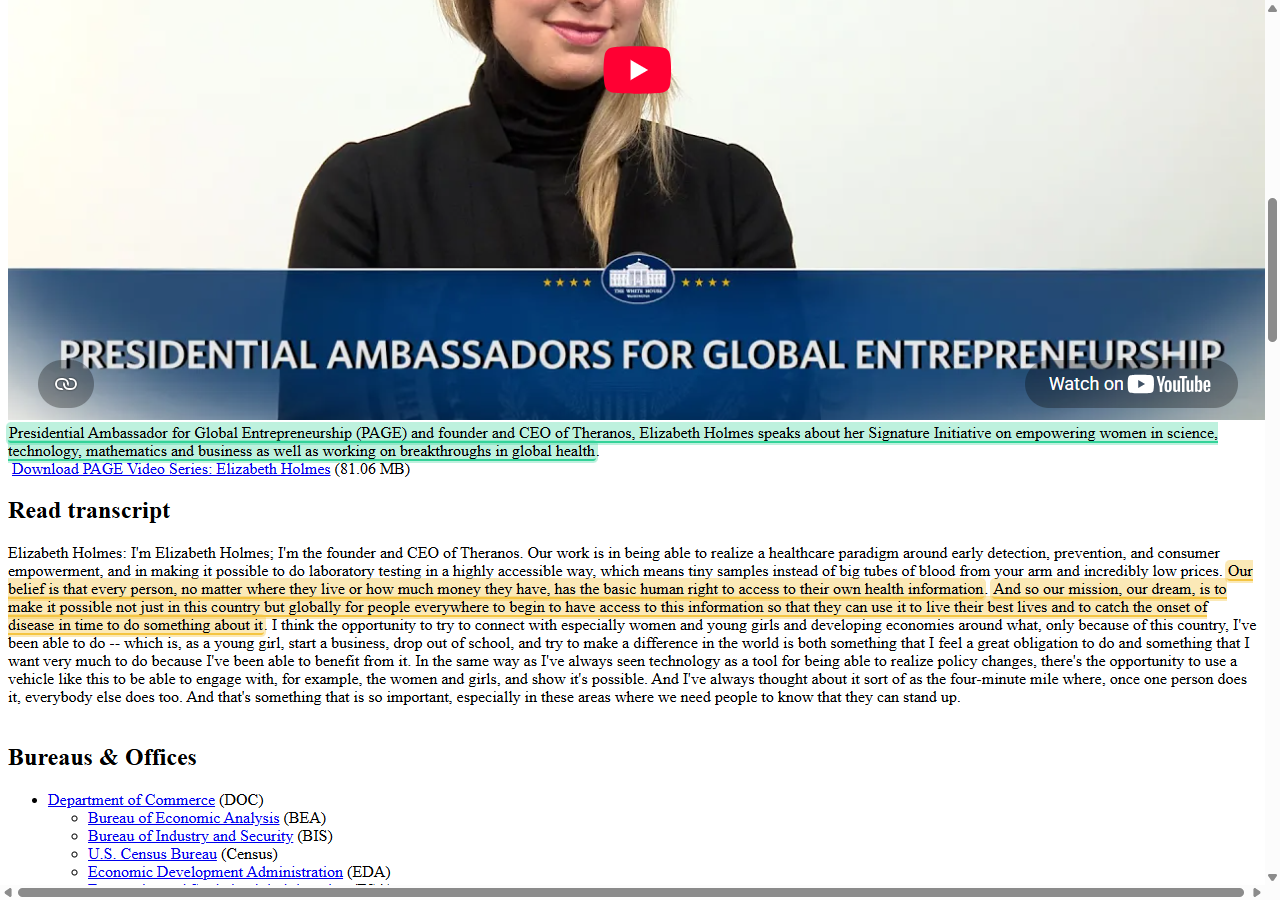 THE WHITE HOUSE
WASHINGTON
PRESIDENTIAL AMBASSADORS FOR GLOBAL ENTREPRENEURSHIP
Watch on YouTube
Presidential Ambassador for Global Entrepreneurship (PAGE) and founder and CEO of Theranos, Elizabeth Holmes speaks about her Signature Initiative on empowering women in science,
technology, mathematics and business as well as working on breakthroughs in global health.
Download PAGE Video Series: Elizabeth Holmes (81.06 MB)
Read transcript
Elizabeth Holmes: I'm Elizabeth Holmes; I'm the founder and CEO of Theranos. Our work is in being able to realize a healthcare paradigm around early detection, prevention, and consumer
empowerment, and in making it possible to do laboratory testing in a highly accessible way, which means tiny samples instead of big tubes of blood from your arm and incredibly low prices. Our
belief is that every person, no matter where they live or how much money they have, has the basic human right to access to their own health information. And so our mission, our dream, is to
make it possible not just in this country but globally for people everywhere to begin to have access to this information so that they can use it to live their best lives and to catch the onset of
disease in time to do something about it. I think the opportunity to try to connect with especially women and young girls and developing economies around what, only because of this country, I've
been able to do -- which is, as a young girl, start a business, drop out of school, and try to make a difference in the world is both something that I feel a great obligation to do and something that I
want very much to do because I've been able to benefit from it. In the same way as I've always seen technology as a tool for being able to realize policy changes, there's the opportunity to use a
vehicle like this to be able to engage with, for example, the women and girls, and show it's possible. And I've always thought about it sort of as the four-minute mile where, once one person does
it, everybody else does too. And that's something that is so important, especially in these areas where we need people to know that they can stand up.
Bureaus & Offices
Department of Commerce (DOC)
Bureau of Economic Analysis (BEA)
Bureau of Industry and Security (BIS)
U.S. Census Bureau (Census)
Economic Development Administration (EDA)